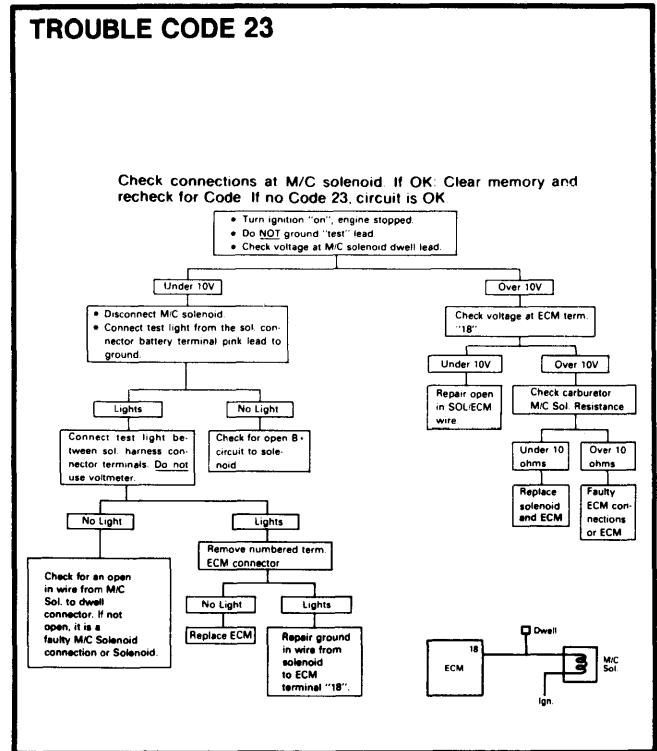 TROUBLE CODE 23
Check connections at M/C solenoid. If OK: Clear memory and
recheck for Code If no Code 23, circuit is OK
• Turn ignition "on", engine stopped.
• Do NOT ground "test" lead.
• Check voltage at M/C solenoid dwell lead.
Under 10V
Over 10V
• Disconnect M/C solenoid.
• Connect test light from the sol. con-
nector battery terminal pink lead to
ground.
Check voltage at ECM term.
"18"
Under 10V
Over 10V
Lights
No Light
Repair open
in SOL/ECM
wire
Check carburetor
M/C Sol. Resistance
Connect test light be-
tween sol. harness con-
nector terminals. Do not
use voltmeter.
Check for open B+
circuit to sole-
noid
Under 10
ohms
Over 10
ohms
Replace
solenoid
and ECM
Faulty
ECM con-
nections
or ECM
No Light
Lights
Remove numbered term.
ECM connector
Check for an open
in wire from M/C
Sol. to dwell
connector. If not
open, it is a
faulty M/C Solenoid
connection or Solenoid.
No Light
Lights
Replace ECM
Repair ground
in wire from
solenoid
to ECM
terminal "18".
Dwell
18
ECM
M/C
Sol.
Ign.